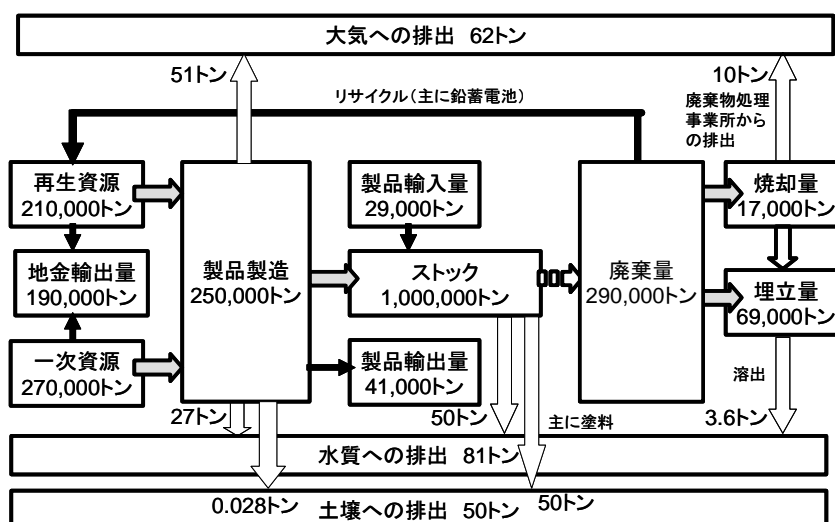 大気への排出 62トン
51トン
10トン
リサイクル（主に鉛蓄電池）
廃棄物処理
事業所から
の排出
再生資源
210,000トン
製品輸入量
29,000トン
焼却量
17,000トン
地金輸出量
190,000トン
製品製造
250,000トン
ストック
1,000,000トン
廃棄量
290,000トン
埋立量
69,000トン
一次資源
270,000トン
製品輸出量
41,000トン
溶出
27トン
50トン
主に塗料
3.6トン
水質への排出 81トン
0.028トン
土壌への排出 50トン
50トン